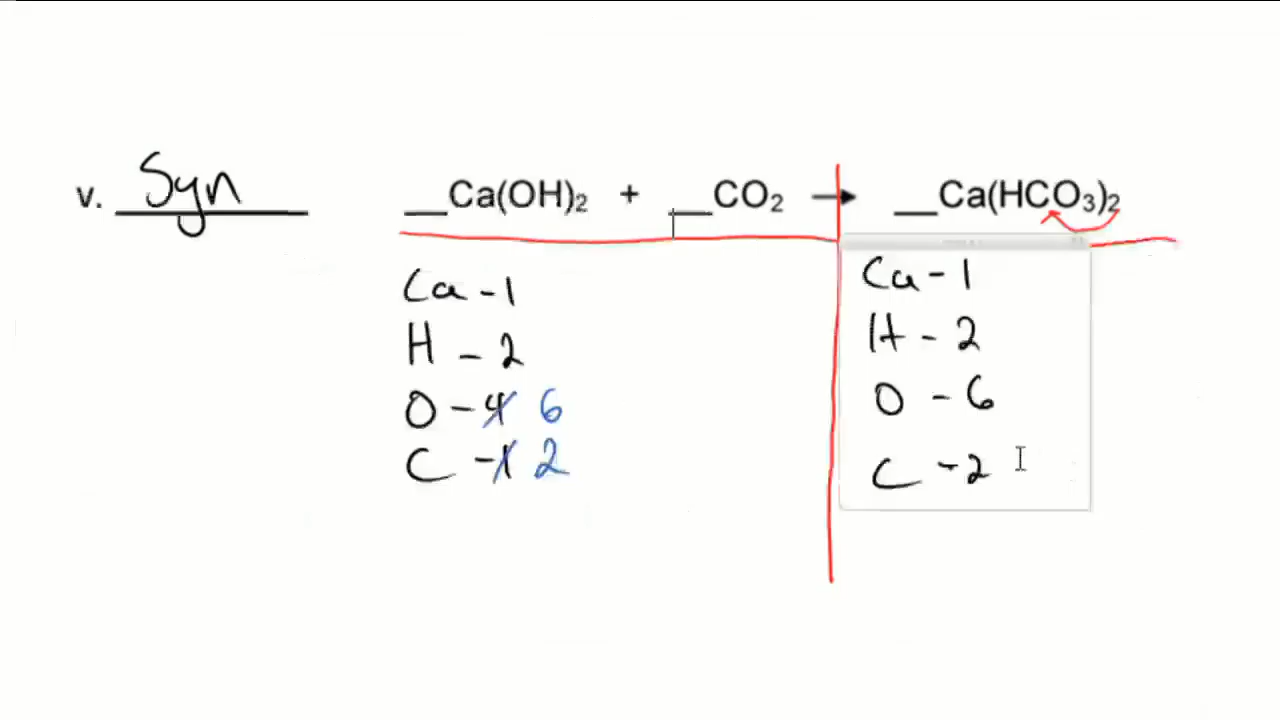 v. Syn __Ca(OH)₂ + __CO₂ → __Ca(HCO₃)₂
Ca - 1
H - 2
O - 4 6
C - 1 2
Ca - 1
H - 2
O - 6
C - 2